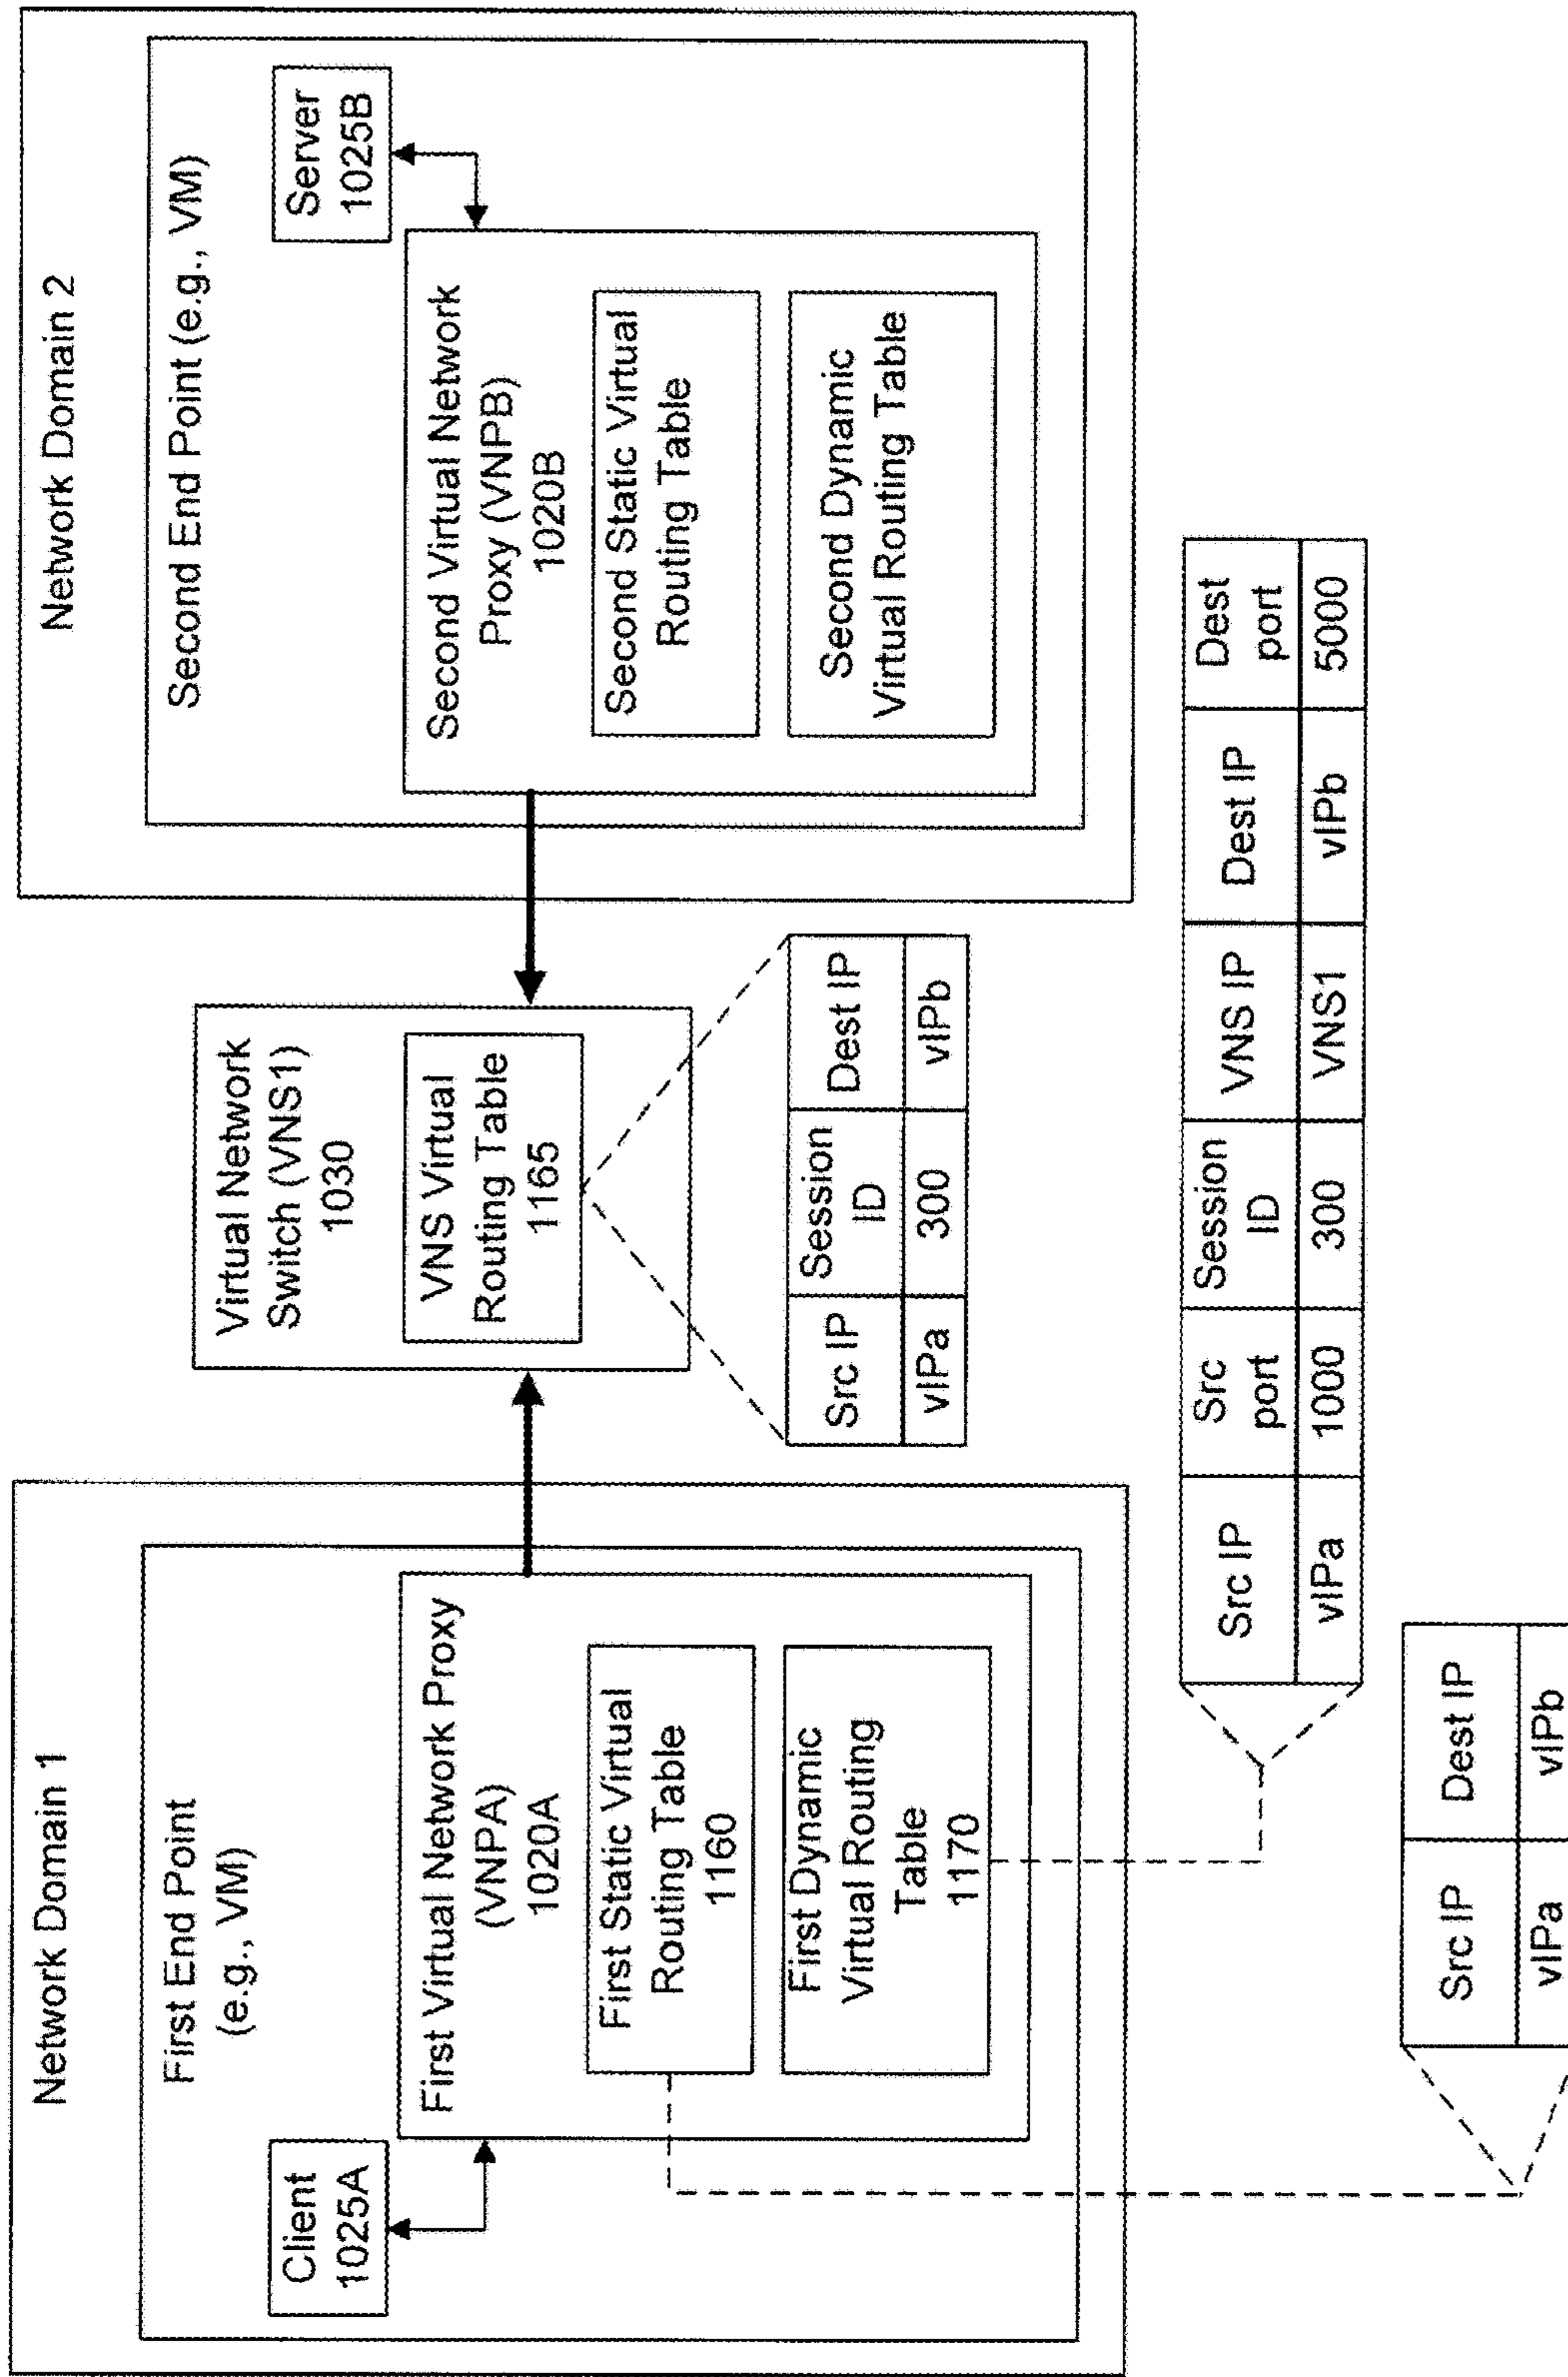 Network Domain 1
First End Point
(e.g., VM)
Client
1025A
First Virtual Network Proxy
(VNPA)
1020A
First Static Virtual
Routing Table
1160
First Dynamic
Virtual Routing
Table
1170
Virtual Network
Switch (VNS1)
1030
VNS Virtual
Routing Table
1165
Network Domain 2
Second End Point (e.g., VM)
Server
1025B
Second Virtual Network
Proxy (VNPB)
1020B
Second Static Virtual
Routing Table
Second Dynamic
Virtual Routing Table
Src IP Session ID Dest IP
vIPa 300 vIPb
Src IP Src port Session ID VNS IP Dest IP Dest port
vIPa 1000 300 VNS1 vIPb 5000
Src IP Dest IP
vIPa vIPb